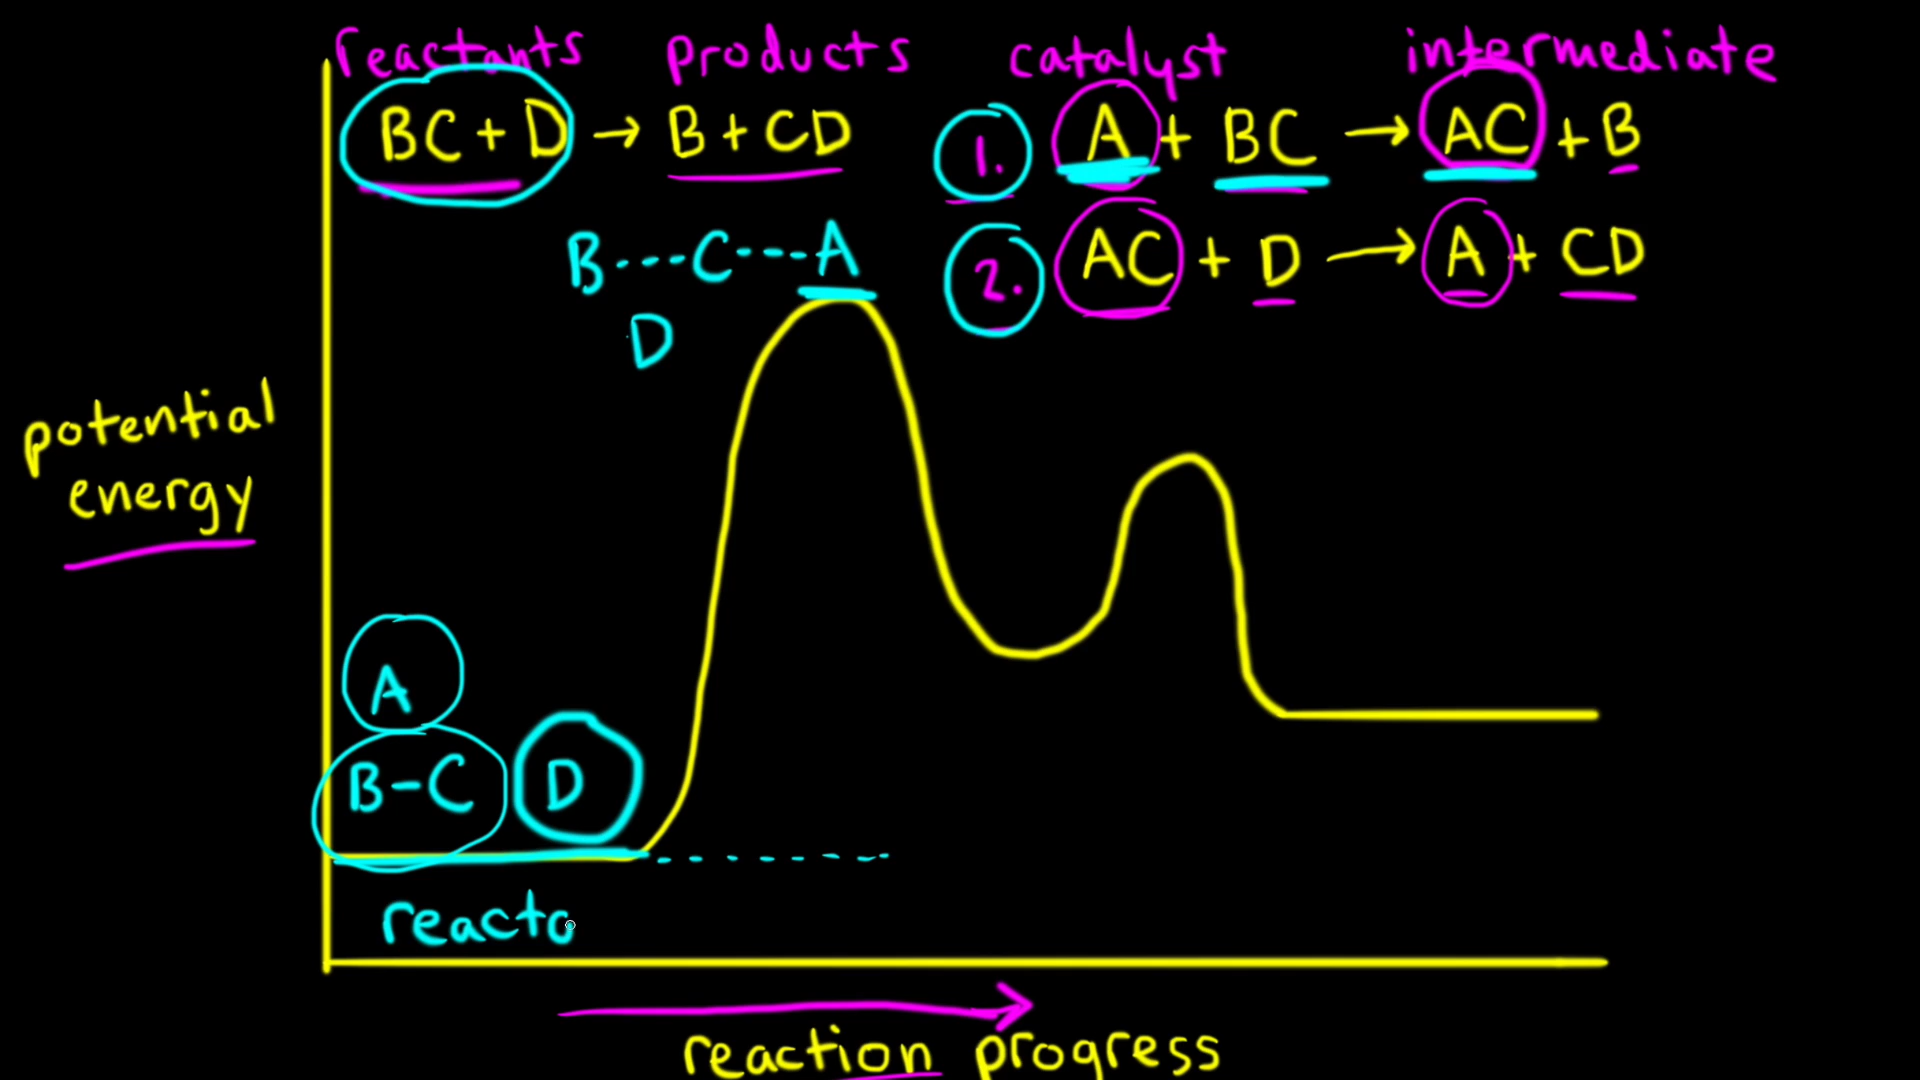 reactants products catalyst intermediate
BC + D → B + CD 1. A + BC → AC + B
B---C---A 2. AC + D → A + CD
D
potential
energy
A
B-C D
reacta
reaction progress